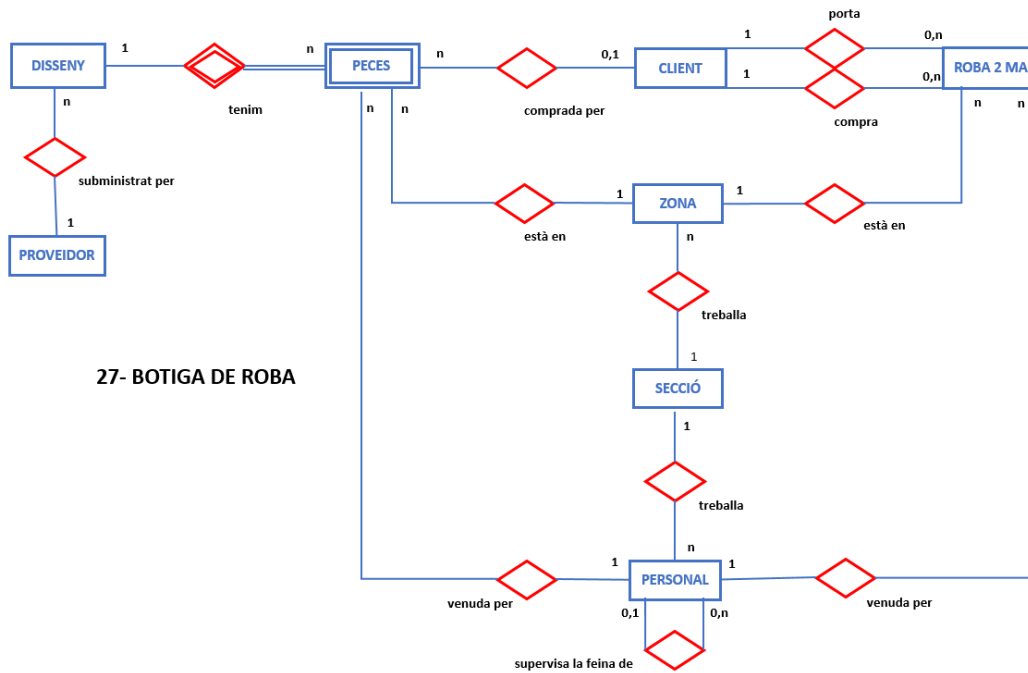 porta
1
0,n
DISSENY
1
n
PECES
n
0,1
CLIENT
ROBA 2 MA
1
0,n
tenim
comprada per
compra
n
n
n
n
n
subministrat per
1
ZONA
1
està en
està en
1
PROVEIDOR
n
treballa
27- BOTIGA DE ROBA
1
SECCIÓ
1
treballa
n
1
PERSONAL
1
venuda per
venuda per
0,1
0,n
supervisa la feina de